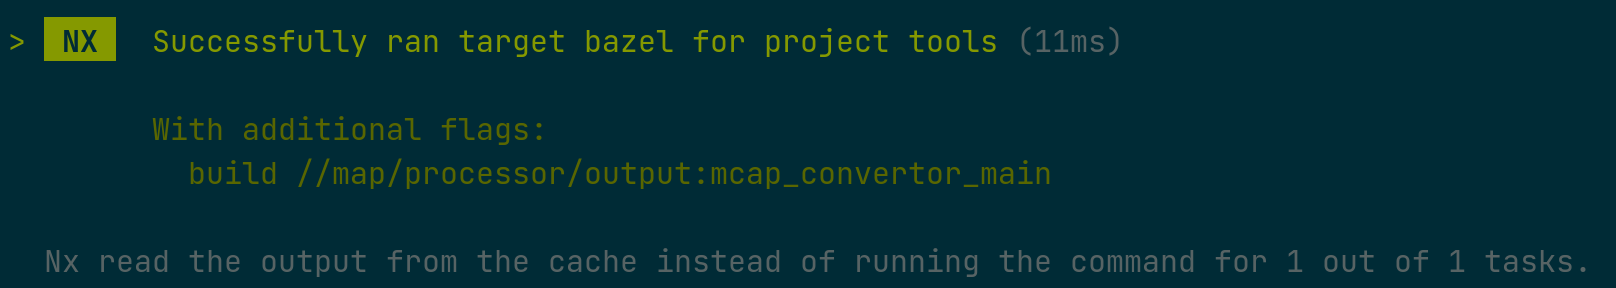 > NX Successfully ran target bazel for project tools (11ms)
With additional flags:
build //map/processor/output:mcap_convertor_main
Nx read the output from the cache instead of running the command for 1 out of 1 tasks.